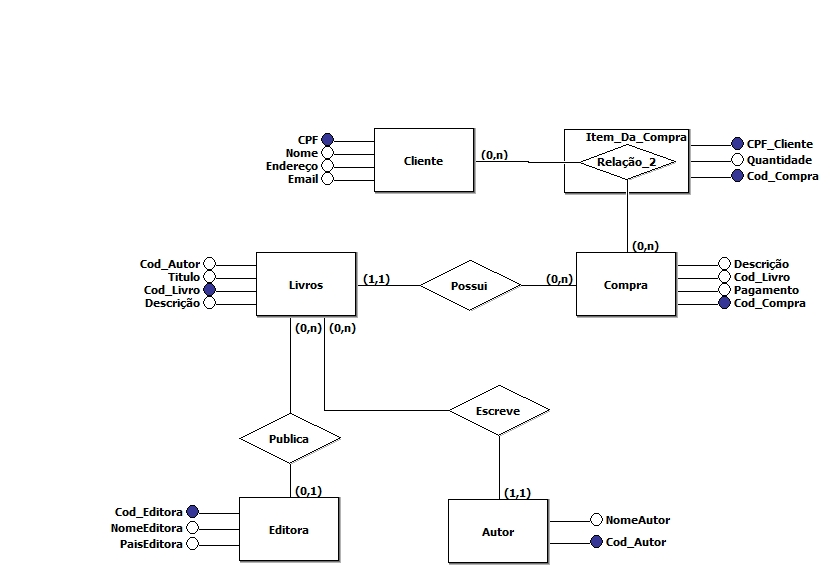 Item_Da_Compra
CPF
Nome
Endereço
Email
Cliente
(0,n)
Relação_2
CPF_Cliente
Quantidade
Cod_Compra
(0,n)
Cod_Autor
Titulo
Cod_Livro
Descrição
Livros
(1,1)
Possui
(0,n)
Compra
Descrição
Cod_Livro
Pagamento
Cod_Compra
(0,n)
(0,n)
Escreve
Publica
(0,1)
(1,1)
Cod_Editora
NomeEditora
PaisEditora
Editora
Autor
NomeAutor
Cod_Autor